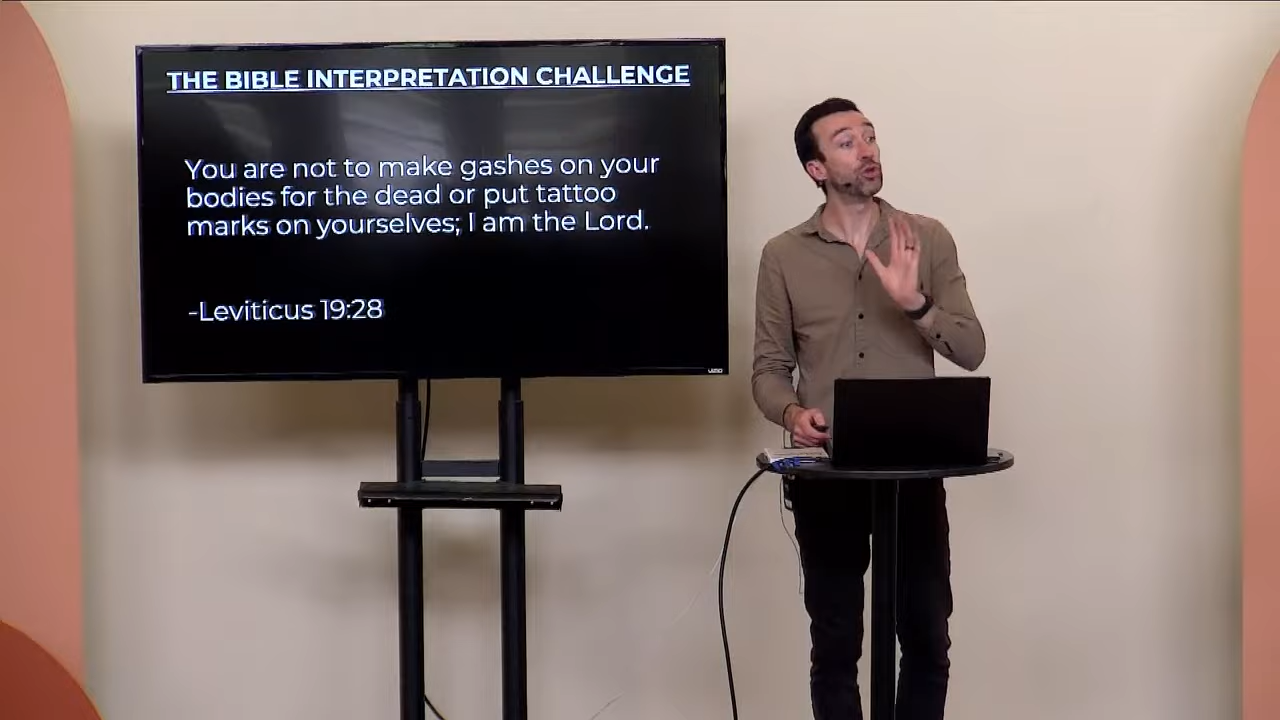 THE BIBLE INTERPRETATION CHALLENGE
You are not to make gashes on your
bodies for the dead or put tattoo
marks on yourselves; I am the Lord.
-Leviticus 19:28
VIZIO